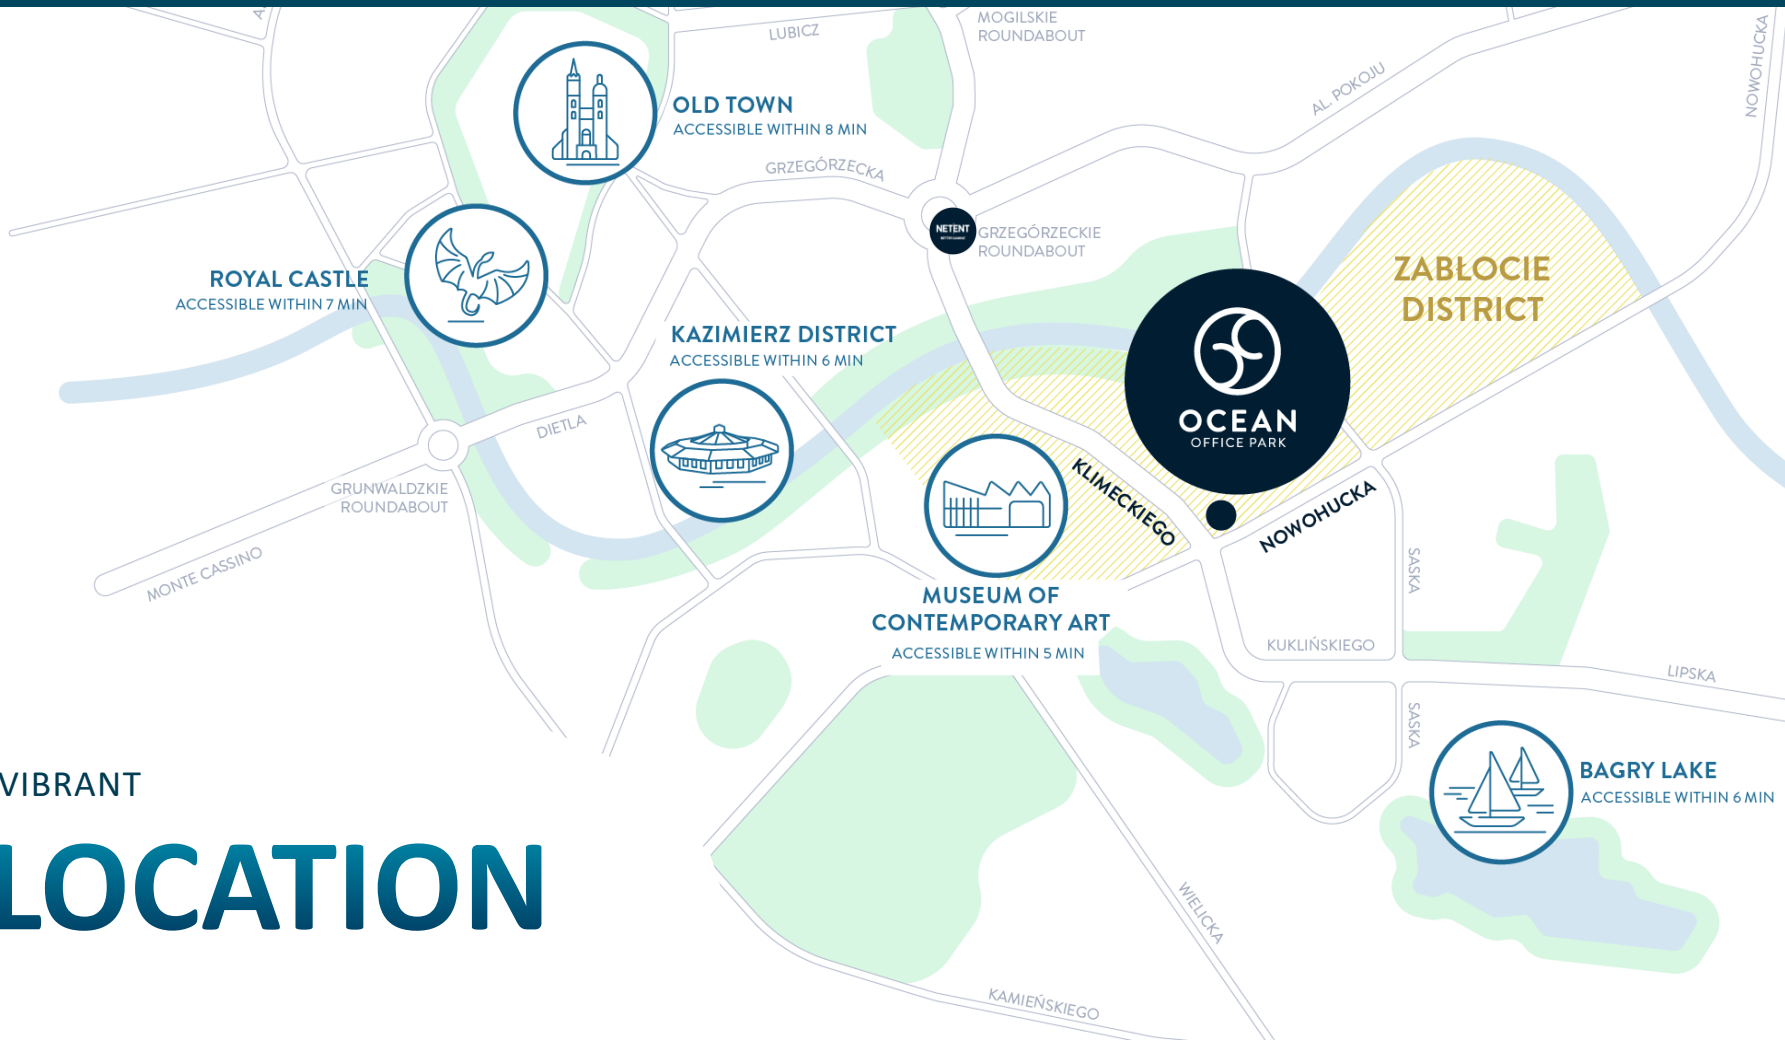 MOGILSKIE
ROUNDABOUT
LUBICZ
NOWOHUCKA
AL. POKOJU
OLD TOWN
ACCESSIBLE WITHIN 8 MIN
GRZEGÓRZECKA
NETENT
GRZEGÓRZECKIE
ROUNDABOUT
ROYAL CASTLE
ACCESSIBLE WITHIN 7 MIN
ZABŁOCIE
DISTRICT
KAZIMIERZ DISTRICT
ACCESSIBLE WITHIN 6 MIN
OCEAN
OFFICE PARK
DIETLA
GRUNWALDZKIE
ROUNDABOUT
KLIMECKIEGO
NOWOHUCKA
MONTE CASSINO
SASKA
MUSEUM OF
CONTEMPORARY ART
ACCESSIBLE WITHIN 5 MIN
KUKLIŃSKIEGO
LIPSKA
SASKA
BAGRY LAKE
ACCESSIBLE WITHIN 6 MIN
VIBRANT
LOCATION
WIELICKA
KAMIEŃSKIEGO